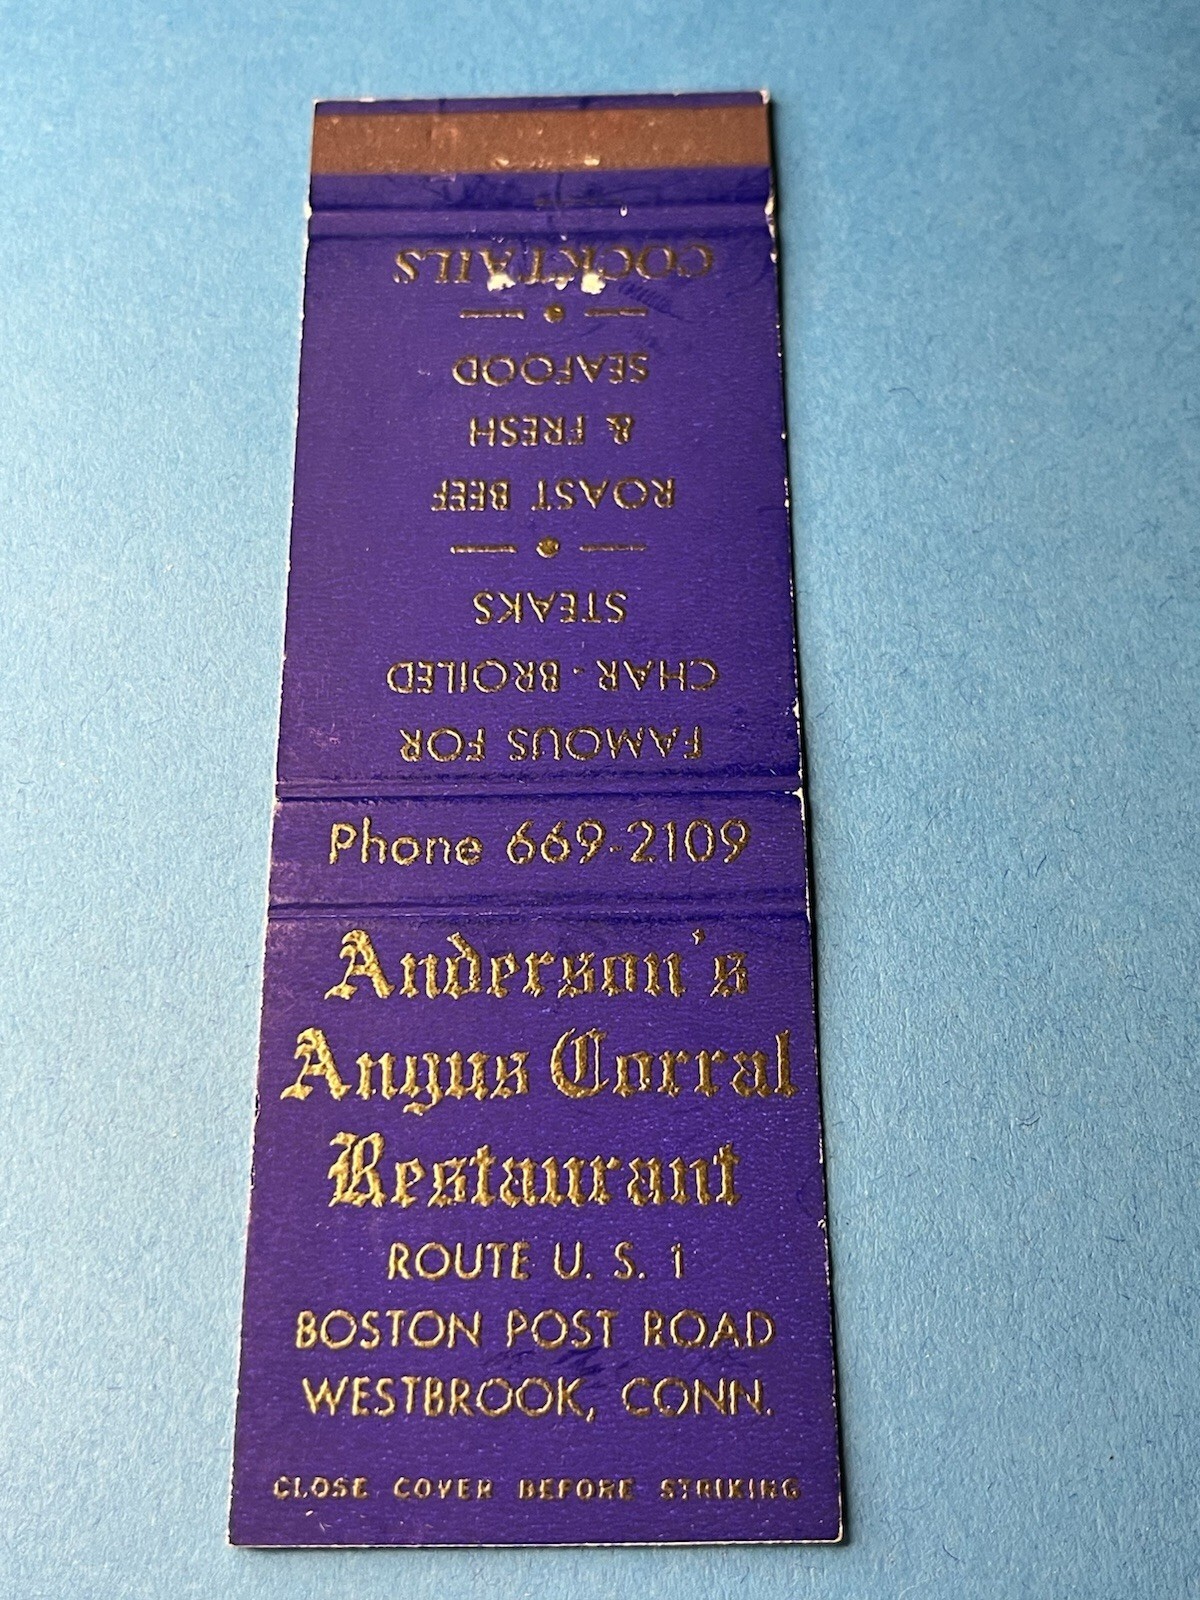 Phone 669-2109
Anderson's
Angus Corral
Restaurant
ROUTE U. S. 1
BOSTON POST ROAD
WESTBROOK, CONN.
CLOSE COVER BEFORE STRIKING
FAMOUS FOR
CHAR-BROILED
STEAKS
ROAST BEEF
& FRESH
SEAFOOD
COCKTAILS